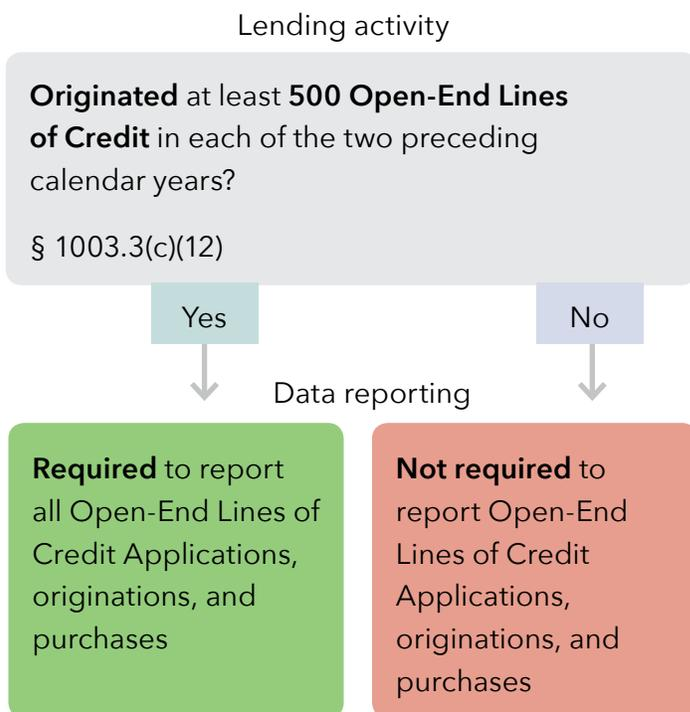 Lending activity
Originated at least 500 Open-End Lines
of Credit in each of the two preceding
calendar years?
§ 1003.3(c)(12)
Yes
No
Data reporting
Required to report
all Open-End Lines of
Credit Applications,
originations, and
purchases
Not required to
report Open-End
Lines of Credit
Applications,
originations, and
purchases